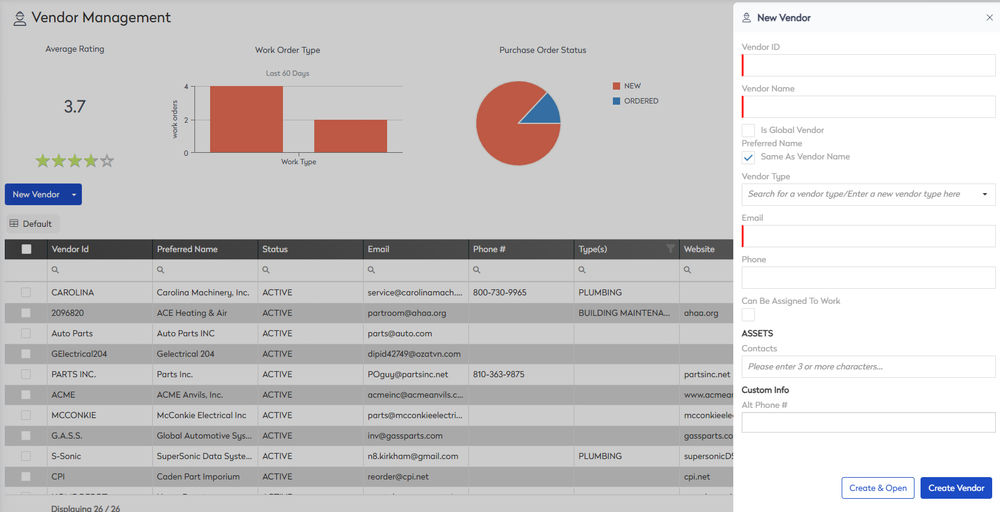 Vendor Management
Average Rating
3.7
Work Order Type
Last 60 Days
work orders
4
2
0
Work Type
Purchase Order Status
NEW
ORDERED
New Vendor
Default
Vendor Id Preferred Name Status Email Phone # Type(s) Website
CAROLINA Carolina Machinery, Inc. ACTIVE service@carolinamach.... 800-730-9965 PLUMBING
2096820 ACE Heating & Air ACTIVE partroom@ahaa.org BUILDING MAINTENA... ahaa.org
Auto Parts Auto Parts INC ACTIVE parts@auto.com
GElectrical204 Gelectrical 204 ACTIVE dipid42749@ozatvn.com
PARTS INC. Parts Inc. ACTIVE POguy@partsinc.net 810-363-9875 partsinc.net
ACME ACME Anvils, Inc. ACTIVE acmeinc@acmeanvils.c... www.acmean
MCCONKIE McConkie Electrical Inc ACTIVE parts@mcconkieelectri... mcconkieele
G.A.S.S. Global Automotive Sys... ACTIVE inv@gassparts.com gassparts.co
S-Sonic SuperSonic Data Syste... ACTIVE n8.kirkham@gmail.com PLUMBING supersonicDS
CPI Caden Part Imporium ACTIVE reorder@cpi.net cpi.net
Displaying 26 / 26
New Vendor
Vendor ID
Vendor Name
Is Global Vendor
Preferred Name
Same As Vendor Name
Vendor Type
Search for a vendor type/Enter a new vendor type here
Email
Phone
Can Be Assigned To Work
ASSETS
Contacts
Please enter 3 or more characters...
Custom Info
Alt Phone #
Create & Open
Create Vendor